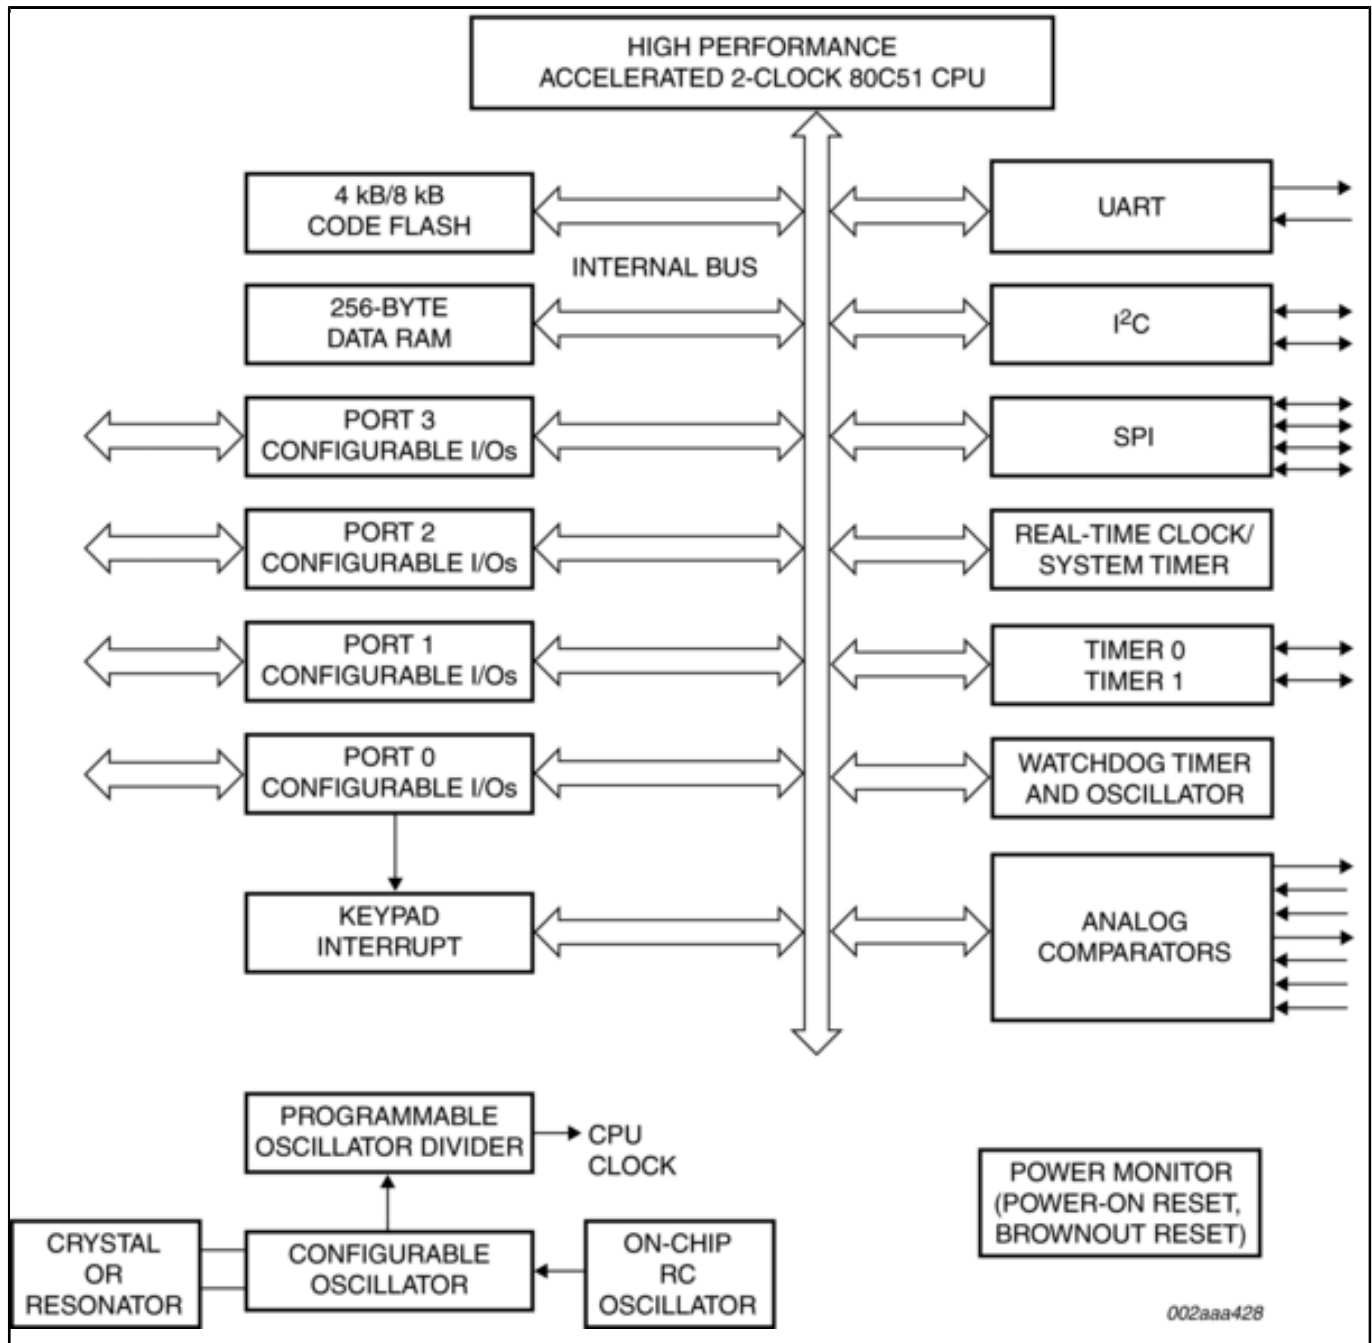 HIGH PERFORMANCE
ACCELERATED 2-CLOCK 80C51 CPU
4 kB/8 kB
CODE FLASH
UART
INTERNAL BUS
256-BYTE
DATA RAM
I²C
PORT 3
CONFIGURABLE I/Os
SPI
PORT 2
CONFIGURABLE I/Os
REAL-TIME CLOCK/
SYSTEM TIMER
PORT 1
CONFIGURABLE I/Os
TIMER 0
TIMER 1
PORT 0
CONFIGURABLE I/Os
WATCHDOG TIMER
AND OSCILLATOR
KEYPAD
INTERRUPT
ANALOG
COMPARATORS
PROGRAMMABLE
OSCILLATOR DIVIDER
CPU
CLOCK
POWER MONITOR
(POWER-ON RESET,
BROWNOUT RESET)
CRYSTAL
OR
RESONATOR
CONFIGURABLE
OSCILLATOR
ON-CHIP
RC
OSCILLATOR
002aaa428